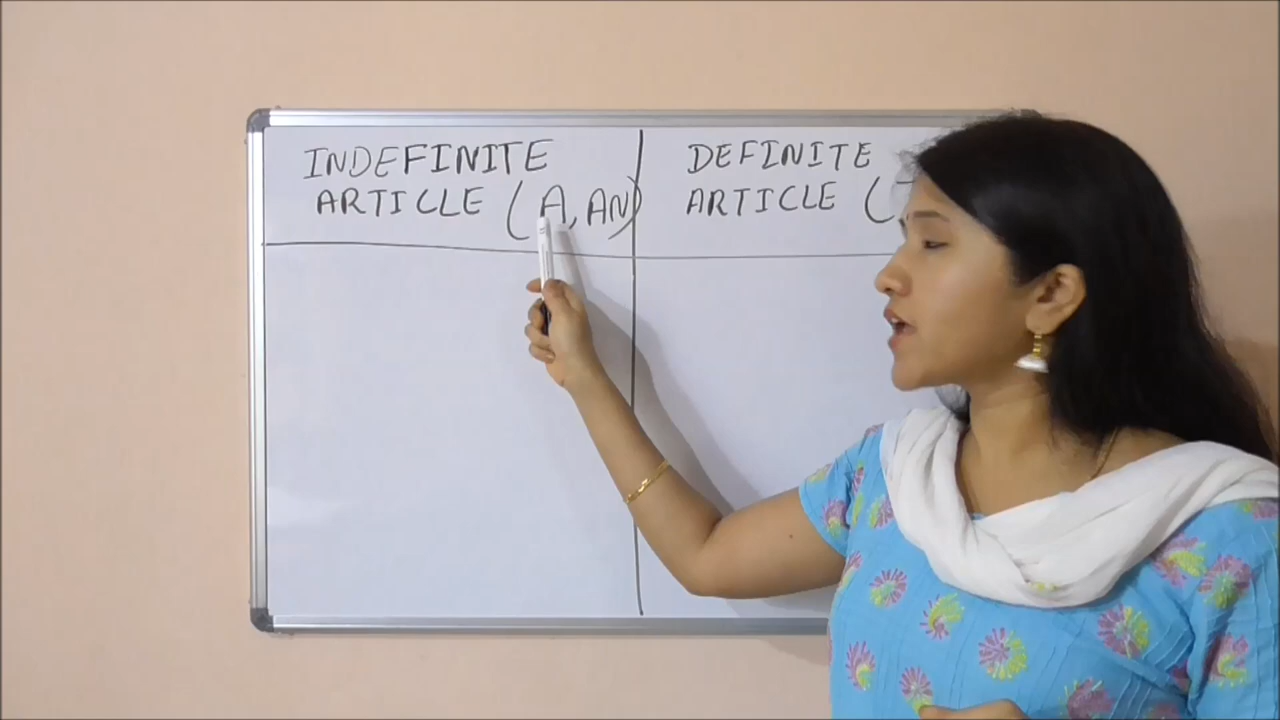 INDEFINITE
ARTICLE (A, AN)
DEFINITE
ARTICLE (